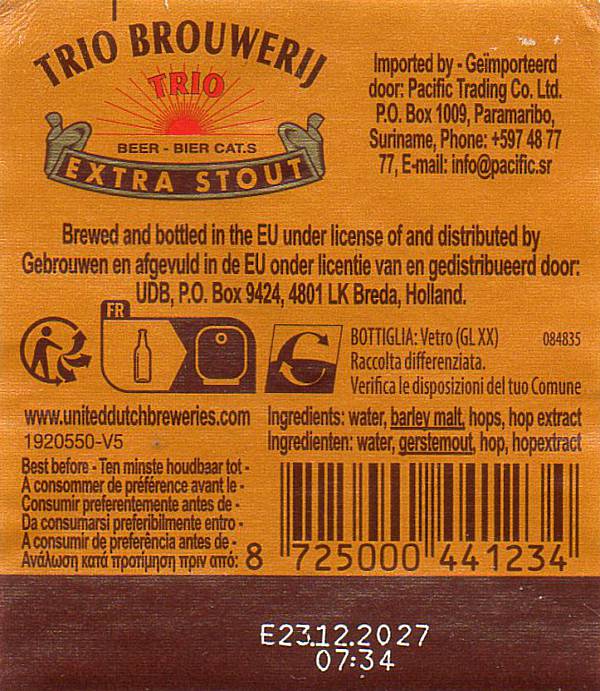 TRIO BROUWERIJ
TRIO
BEER - BIER CAT.S
EXTRA STOUT
Imported by - Geïmporteerd
door: Pacific Trading Co. Ltd.
P.O. Box 1009, Paramaribo,
Suriname, Phone: +597 48 77
77, E-mail: info@pacific.sr
Brewed and bottled in the EU under license of and distributed by
Gebrouwen en afgevuld in de EU onder licentie van en gedistribueerd door:
UDB, P.O. Box 9424, 4801 LK Breda, Holland.
FR
BOTTIGLIA: Vetro (GL XX) 084835
Raccolta differenziata.
Verifica le disposizioni del tuo Comune
www.uniteddutchbreweries.com
1920550-V5
Ingredients: water, barley malt, hops, hop extract
Ingredienten: water, gerstemout, hop, hopextract
Best before - Ten minste houdbaar tot -
A consommer de préférence avant le -
Consumir preferentemente antes de -
Da consumarsi preferibilmente entro -
A consumir de preferência antes de -
Ανάλωση κατά προτίμηση πριν από:
8 725000 441234
E23.12.2027
07:34